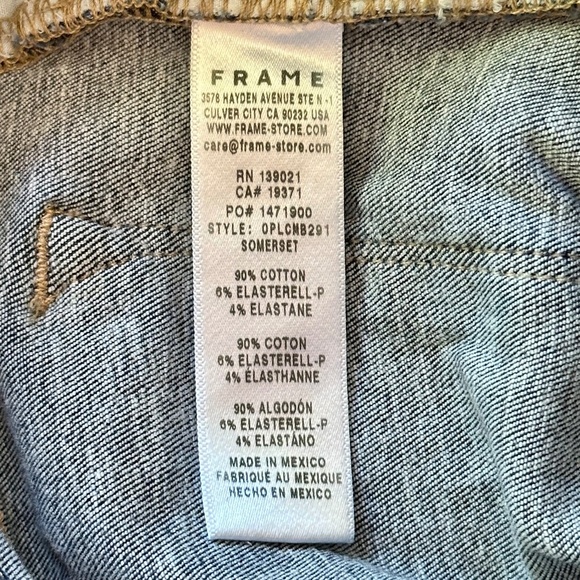 FRAME
3578 HAYDEN AVENUE STE N -1
CULVER CITY CA 90232 USA
WWW.FRAME-STORE.COM
care@frame-store.com
RN 139021
CA# 19371
PO# 1471900
STYLE: OPLCMB291
SOMERSET
90% COTTON
6% ELASTERELL-P
4% ELASTANE
90% COTON
6% ELASTERELL-P
4% ÉLASTHANNE
90% ALGODÓN
6% ELASTERELL-P
4% ELASTÁNO
MADE IN MEXICO
FABRIQUÉ AU MEXIQUE
HECHO EN MEXICO